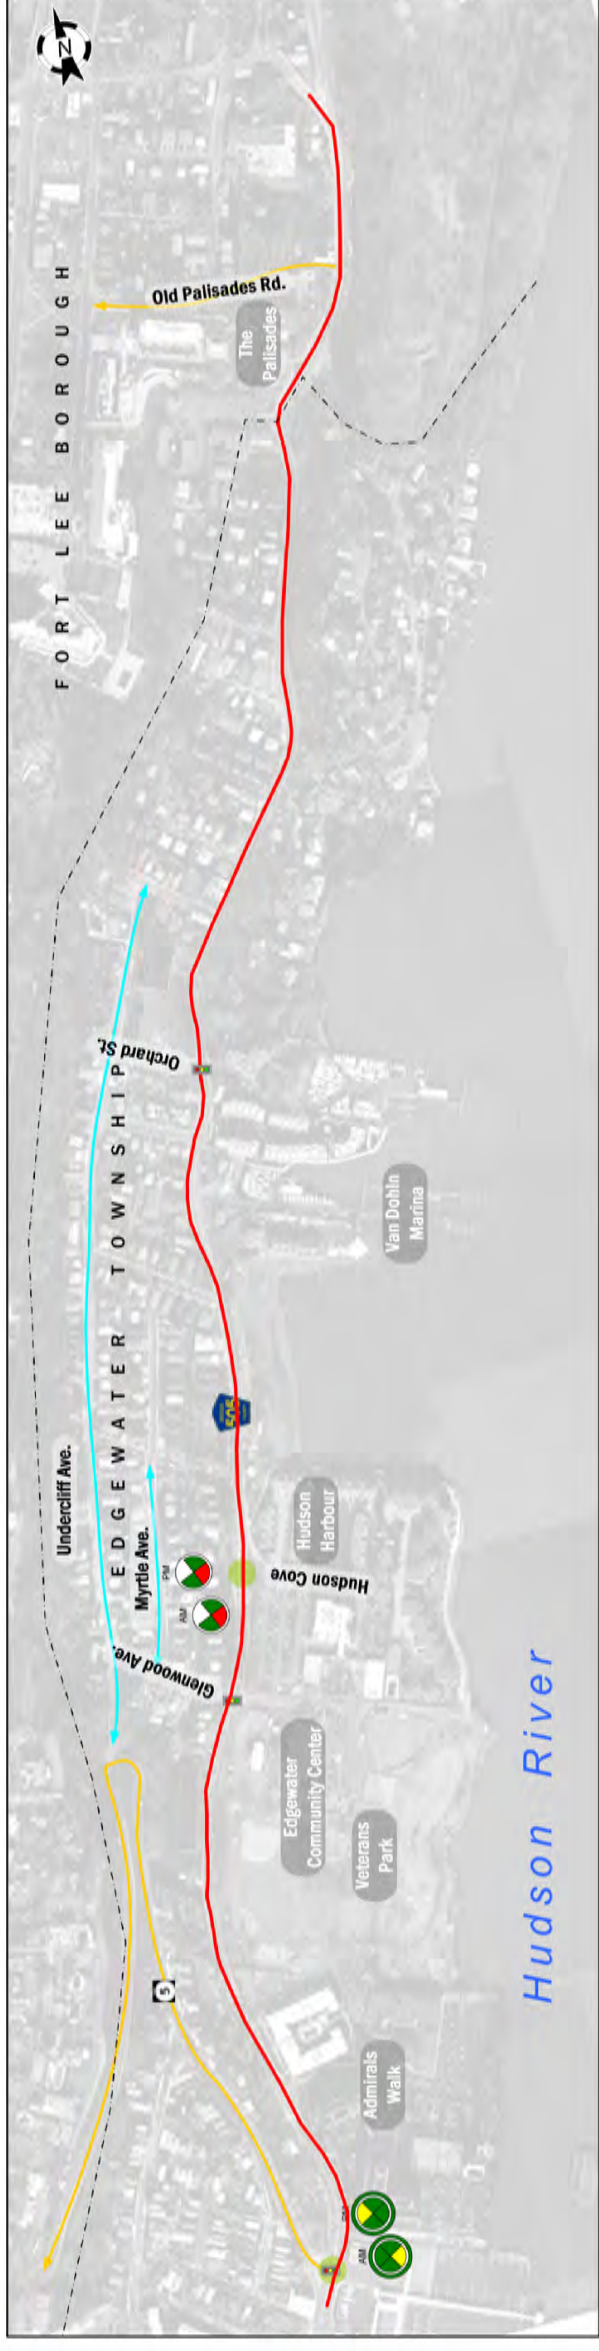 N
FORT LEE BOROUGH
Old Palisades Rd.
The
Palisades
Orchard St.
EDGEWATER TOWNSHIP
Van Dohln
Marina
Undercliff Ave.
505
Myrtle Ave.
PM
AM
Hudson
Harbour
Hudson Cove
Glenwood Ave.
Edgewater
Community Center
Veterans
Park
Hudson River
5
Admirals
Walk
PM
AM